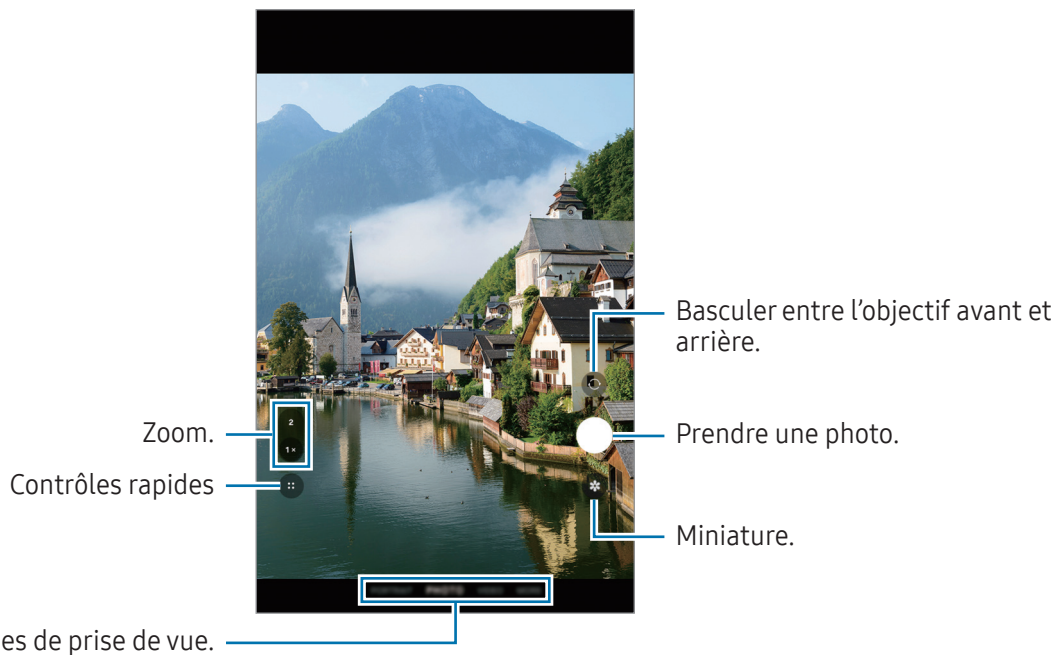 Basculer entre l'objectif avant et
arrière.
2
Zoom.
1×
Prendre une photo.
Contrôles rapides
Miniature.
PHOTO
es de prise de vue.